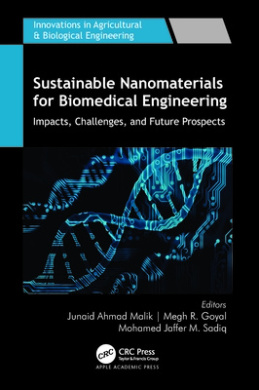 Innovations in Agricultural
& Biological Engineering
Sustainable Nanomaterials
for Biomedical Engineering
Impacts, Challenges, and Future Prospects
Editors
Junaid Ahmad Malik | Megh R. Goyal
Mohamed Jaffer M. Sadiq
CRC
CRC Press
Taylor & Francis Group
APPLE ACADEMIC PRESS